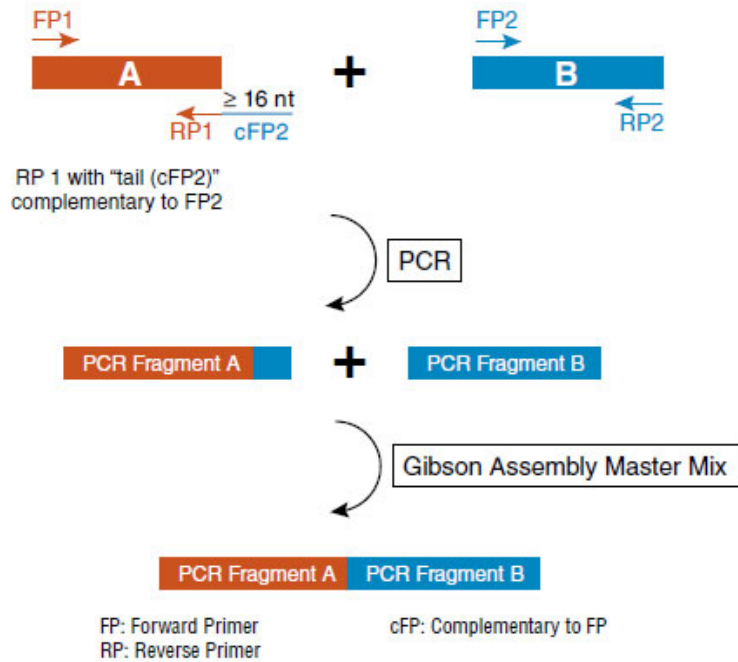 FP1
FP2
A
+
B
≥ 16 nt
RP1
cFP2
RP2
RP 1 with “tail (cFP2)”
complementary to FP2
PCR
PCR Fragment A
+
PCR Fragment B
Gibson Assembly Master Mix
PCR Fragment A
PCR Fragment B
FP: Forward Primer
cFP: Complementary to FP
RP: Reverse Primer